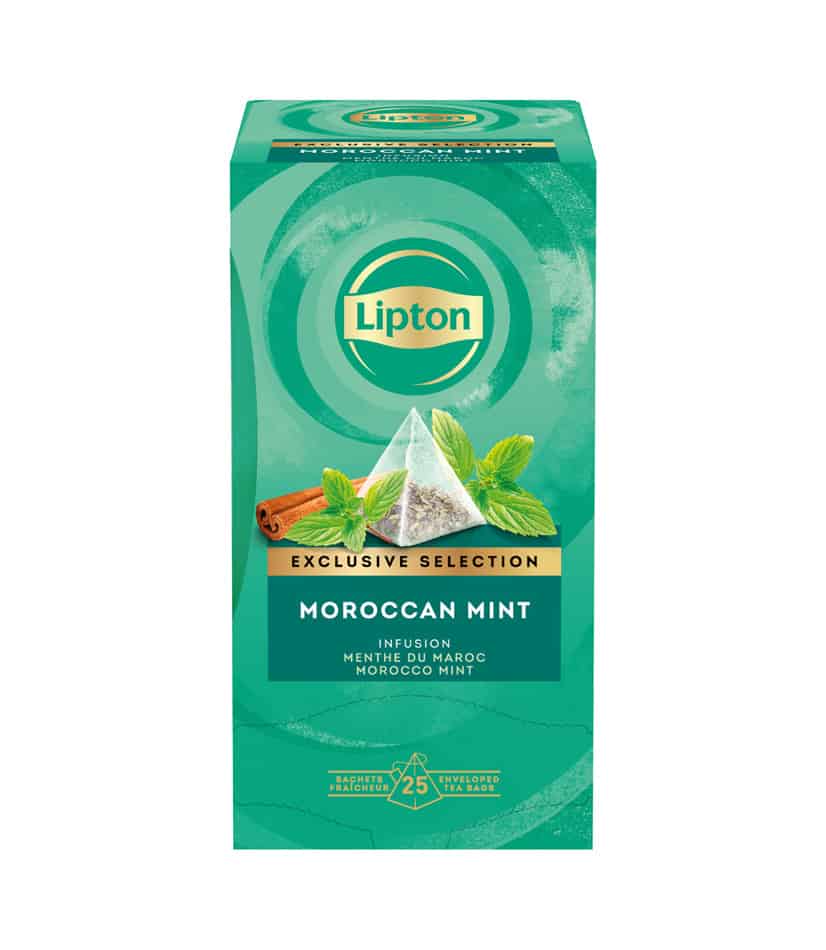 Lipton
EXCLUSIVE SELECTION
MOROCCAN MINT
Lipton
EXCLUSIVE SELECTION
MOROCCAN MINT
INFUSION
MENTHE DU MAROC
MOROCCO MINT
SACHETS
FRAÎCHEUR
25
ENVELOPED
TEA BAGS